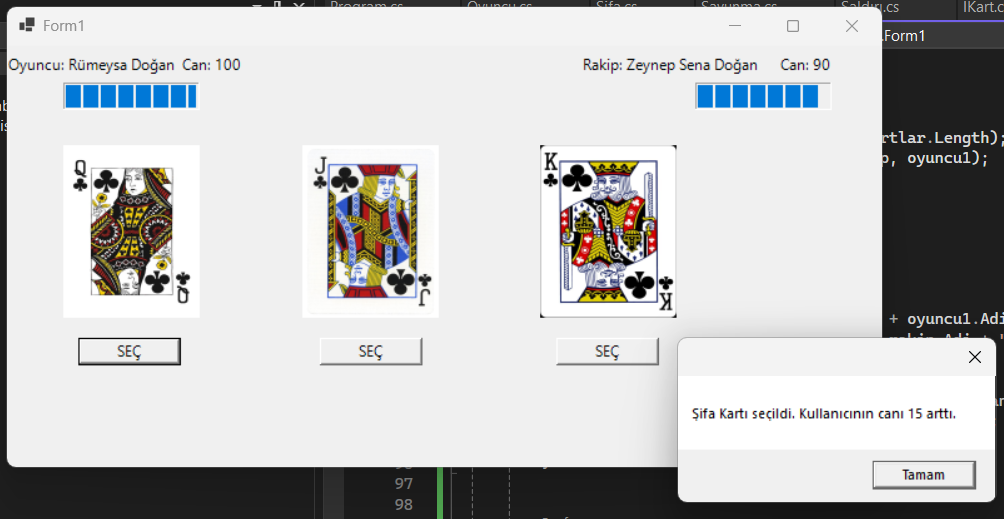 Program.cs Oyuncu.cs Şifa.cs Savunma.cs Saldırı.cs IKart.cs
Form1
.Form1
Oyuncu: Rümeysa Doğan Can: 100
Rakip: Zeynep Sena Doğan Can: 90
rtlar.Length);
, oyuncu1);
Q J K
Q J K
SEÇ SEÇ SEÇ
+ oyuncu1.Adi
Şifa Kartı seçildi. Kullanıcının canı 15 arttı.
Tamam
97
98